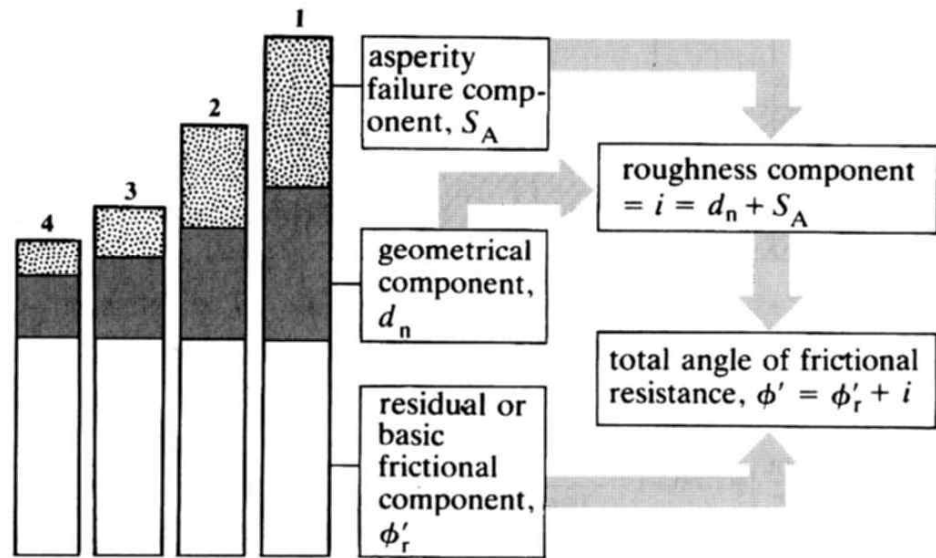 1
2
3
4
asperity
failure comp-
onent, S_A
geometrical
component,
d_n
residual or
basic
frictional
component,
ϕ′_r
roughness component
= i = d_n + S_A
total angle of frictional
resistance, ϕ′ = ϕ′_r + i